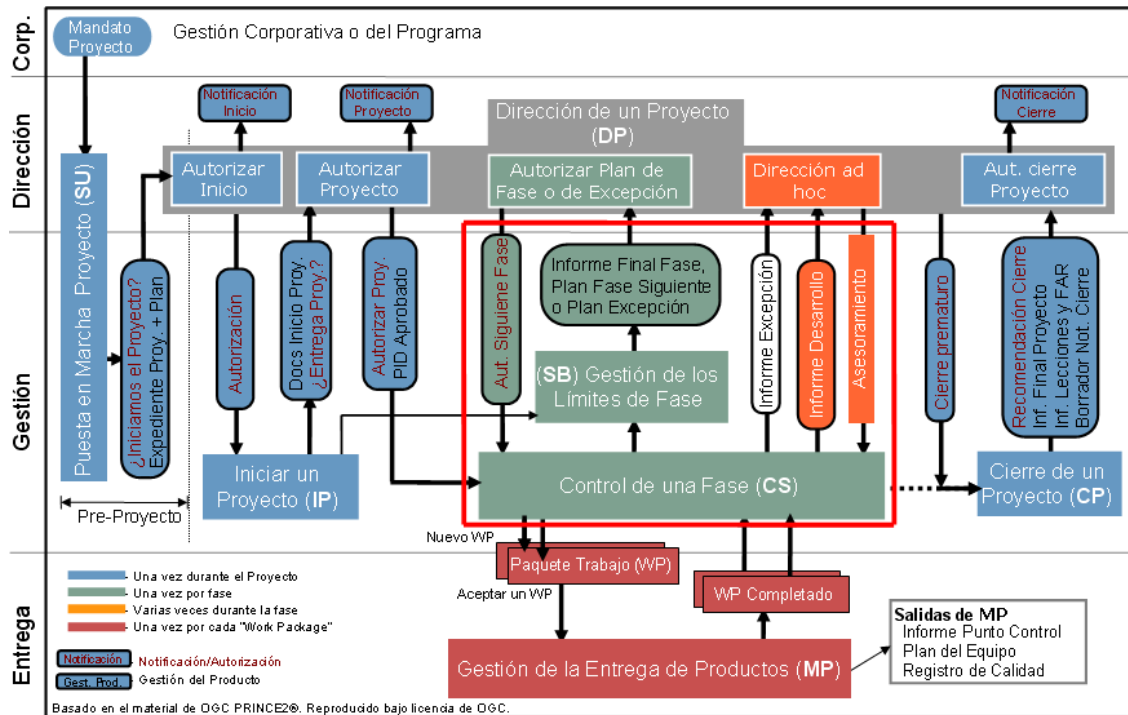 Corp.
Mandato
Proyecto
Gestión Corporativa o del Programa
Dirección
Notificación
Inicio
Notificación
Proyecto
Dirección de un Proyecto
(DP)
Notificación
Cierre
Autorizar
Inicio
Autorizar
Proyecto
Autorizar Plan de
Fase o de Excepción
Dirección ad
hoc
Aut. cierre
Proyecto
Gestión
Puesta en Marcha Proyecto (SU)
¿Iniciamos el Proyecto?
Expediente Proy. + Plan
Autorización
Docs Inicio Proy.
¿Entrega Proy.?
Autorizar Proy.
PID Aprobado
Aut. Siguiene Fase
Informe Final Fase,
Plan Fase Siguiente
o Plan Excepción
Informe Excepción
Informe Desarrollo
Asesoramiento
Cierre prematuro
Recomendación Cierre
Inf. Final Proyecto
Inf. Lecciones y FAR
Borrador Not. Cierre
(SB) Gestión de los
Límites de Fase
Iniciar un
Proyecto (IP)
Control de una Fase (CS)
Cierre de un
Proyecto (CP)
Pre-Proyecto
Nuevo WP
Entrega
Paquete Trabajo (WP)
Aceptar un WP
WP Completado
Gestión de la Entrega de Productos (MP)
Salidas de MP
Informe Punto Control
Plan del Equipo
Registro de Calidad
- Una vez durante el Proyecto
- Una vez por fase
- Varias veces durante la fase
- Una vez por cada "Work Package"
Notificación - Notificación/Autorización
Gest. Prod. - Gestión del Producto
Basado en el material de OGC PRINCE2®. Reproducido bajo licencia de OGC.